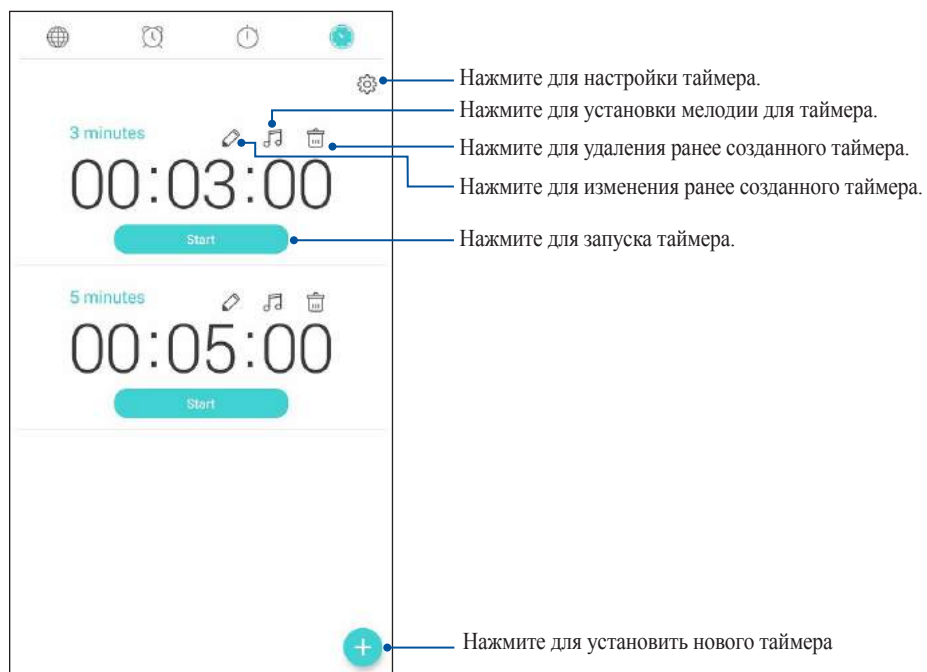 Нажмите для настройки таймера.
Нажмите для установки мелодии для таймера.
3 minutes
Нажмите для удаления ранее созданного таймера.
00:03:00
Нажмите для изменения ранее созданного таймера.
Start
Нажмите для запуска таймера.
5 minutes
00:05:00
Start
Нажмите для установить нового таймера